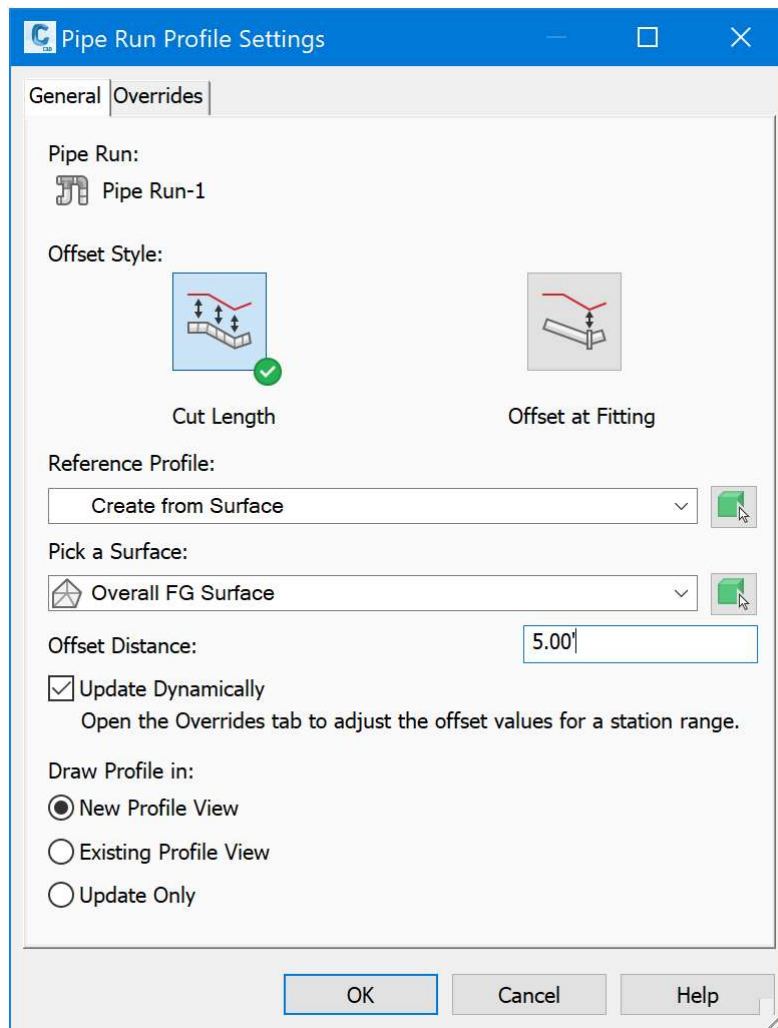 C
CAD
Pipe Run Profile Settings
General Overrides
Pipe Run:
Pipe Run-1
Offset Style:
Cut Length Offset at Fitting
Reference Profile:
Create from Surface
Pick a Surface:
Overall FG Surface
Offset Distance: 5.00'
Update Dynamically
Open the Overrides tab to adjust the offset values for a station range.
Draw Profile in:
New Profile View
Existing Profile View
Update Only
OK Cancel Help